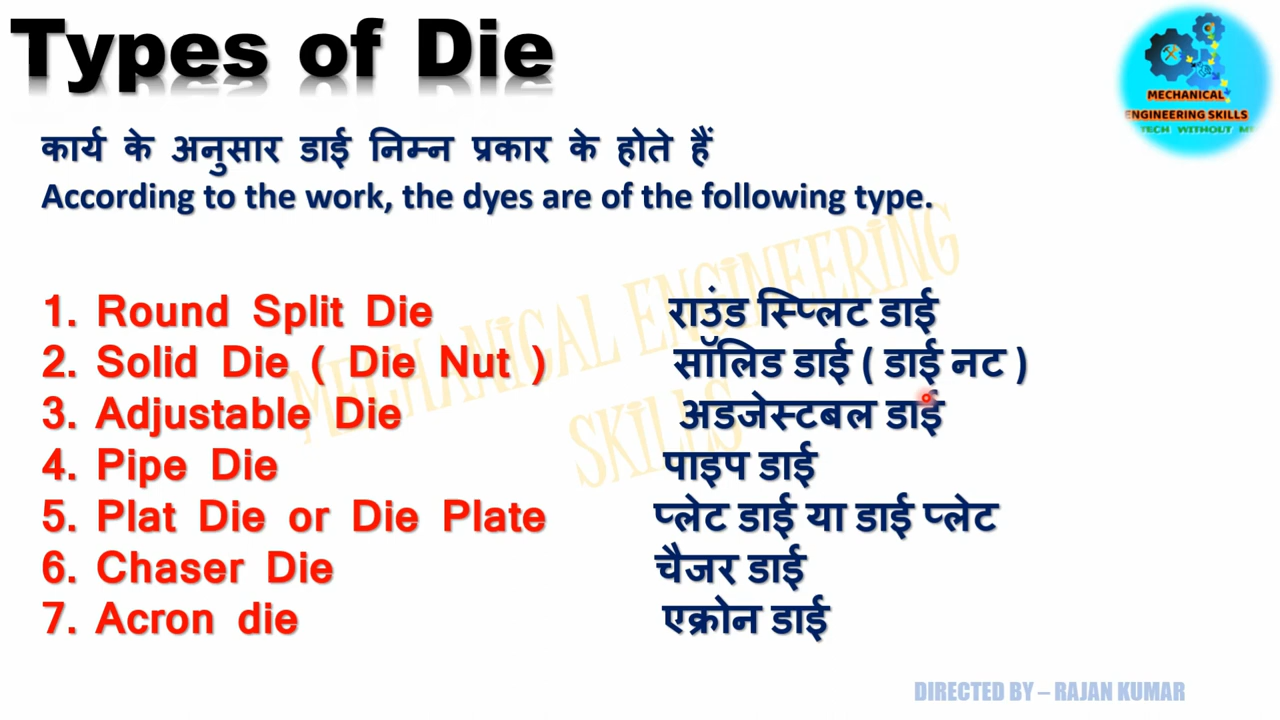 Types of Die
MECHANICAL
ENGINEERING SKILLS
TECH WITHOUT
कार्य के अनुसार डाई निम्न प्रकार के होते हैं
According to the work, the dyes are of the following type.
MECHANICAL ENGINEERING
SKILLS
1. Round Split Die राउंड स्प्लिट डाई
2. Solid Die ( Die Nut ) सॉलिड डाई ( डाई नट )
3. Adjustable Die अडजेस्टबल डाई
4. Pipe Die पाइप डाई
5. Plat Die or Die Plate प्लेट डाई या डाई प्लेट
6. Chaser Die चैजर डाई
7. Acron die एक्रोन डाई
DIRECTED BY – RAJAN KUMAR